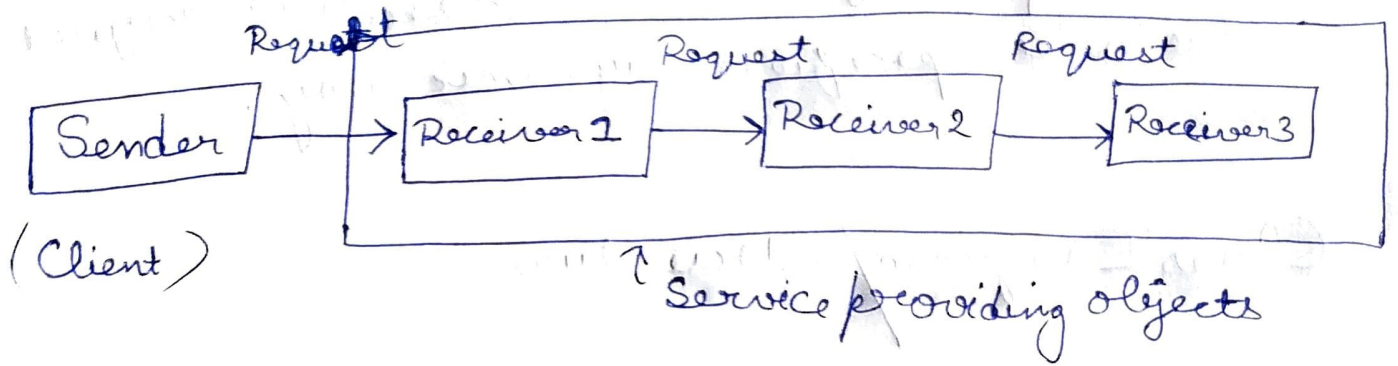 Request
Request
Request
Sender
Receiver 1
Receiver 2
Receiver 3
(Client)
↑ Service providing objects